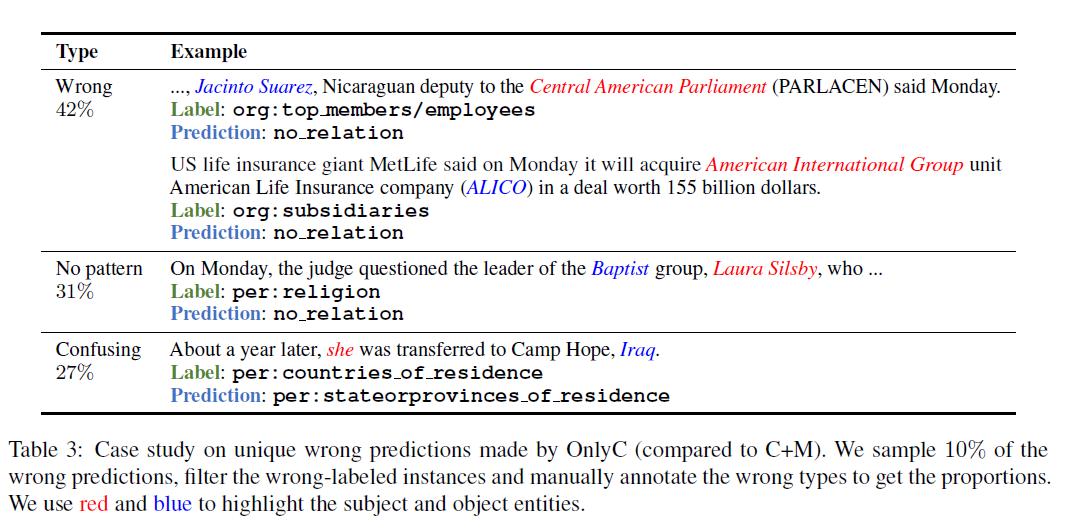 Type Example
Wrong ..., Jacinto Suarez, Nicaraguan deputy to the Central American Parliament (PARLACEN) said Monday.
42% Label: org:top_members/employees
Prediction: no_relation
US life insurance giant MetLife said on Monday it will acquire American International Group unit
American Life Insurance company (ALICO) in a deal worth 155 billion dollars.
Label: org:subsidiaries
Prediction: no_relation
No pattern On Monday, the judge questioned the leader of the Baptist group, Laura Silsby, who ...
31% Label: per:religion
Prediction: no_relation
Confusing About a year later, she was transferred to Camp Hope, Iraq.
27% Label: per:countries_of_residence
Prediction: per:stateorprovinces_of_residence
Table 3: Case study on unique wrong predictions made by OnlyC (compared to C+M). We sample 10% of the
wrong predictions, filter the wrong-labeled instances and manually annotate the wrong types to get the proportions.
We use red and blue to highlight the subject and object entities.